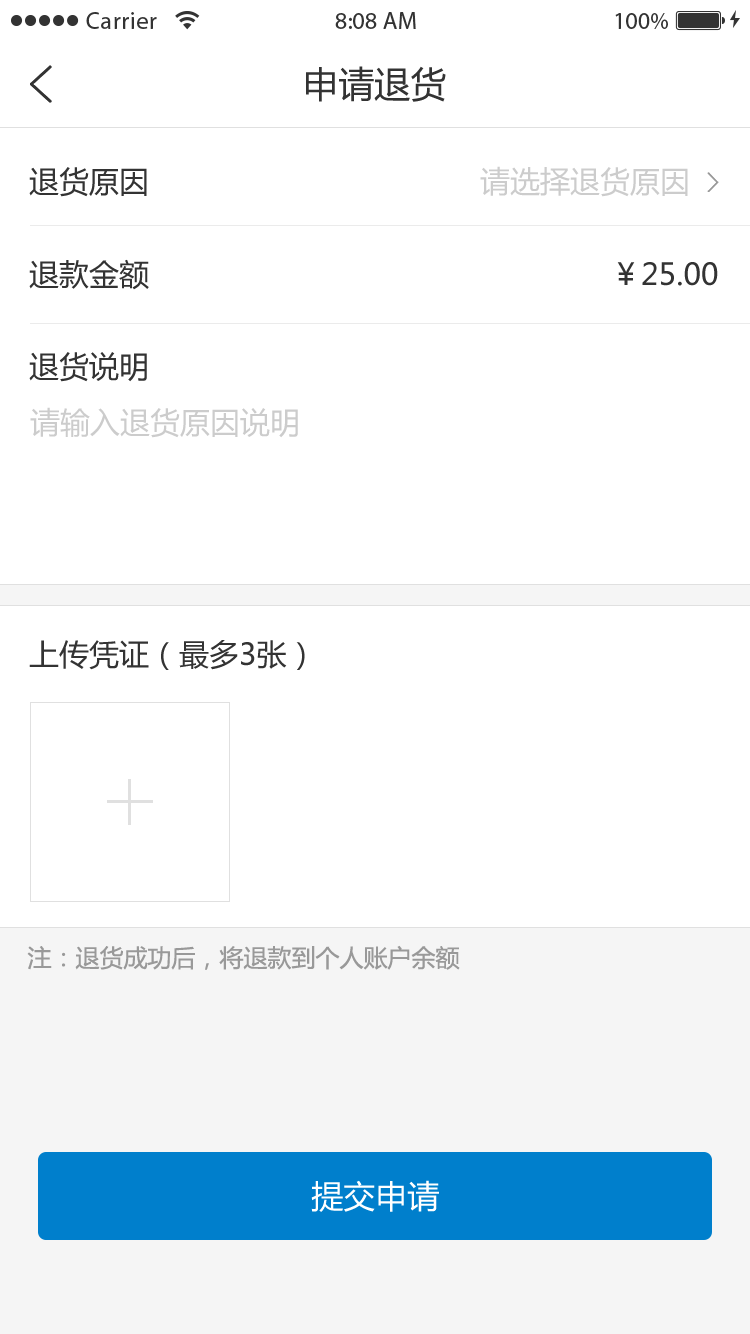 Carrier 8:08 AM 100%
申请退货
退货原因 请选择退货原因
退款金额 ¥ 25.00
退货说明
请输入退货原因说明
上传凭证（最多3张）
注：退货成功后，将退款到个人账户余额
提交申请